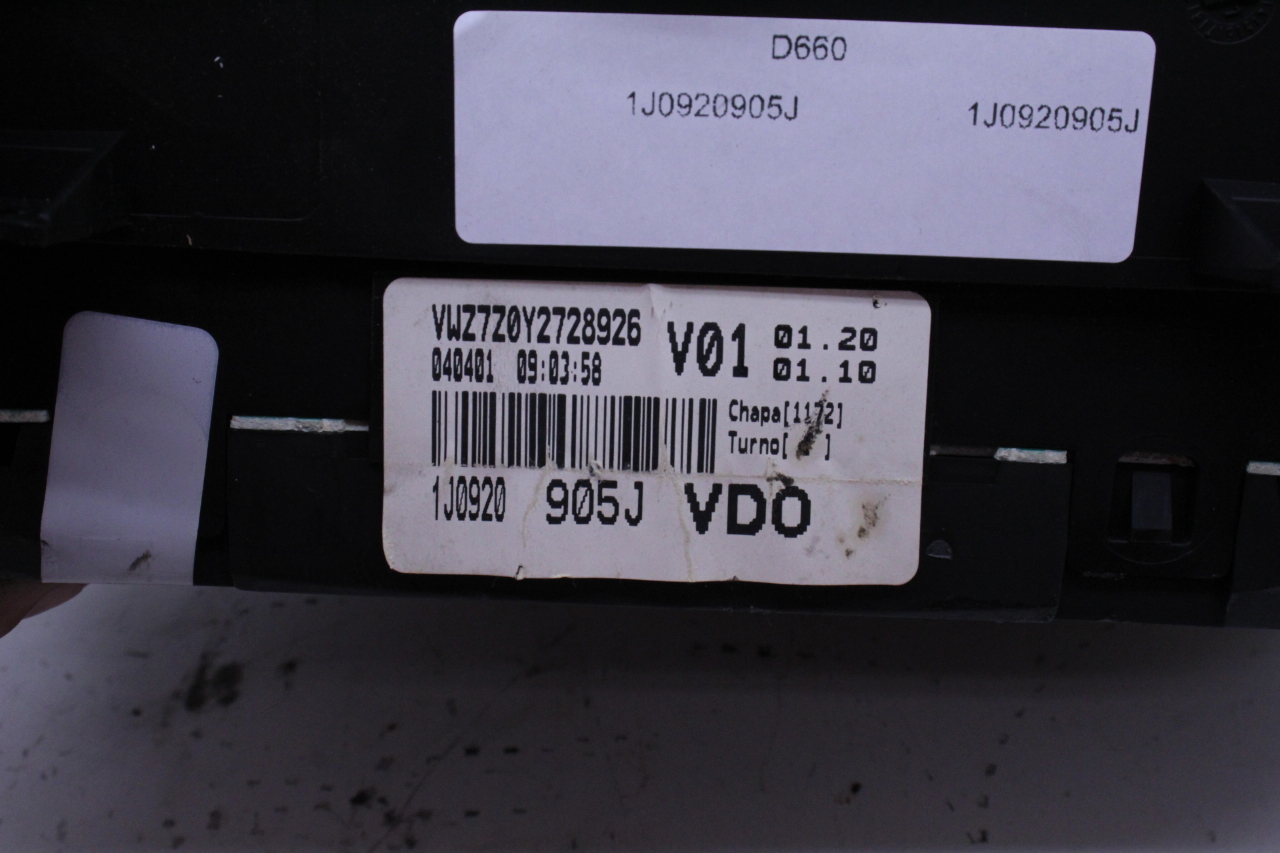 D660
1J0920905J 1J0920905J
VWZ7Z0Y2728926 V01 01.20
040401 09:03:58 01.10
Chapa[1172]
Turno[ ]
1J0920 905J VDO